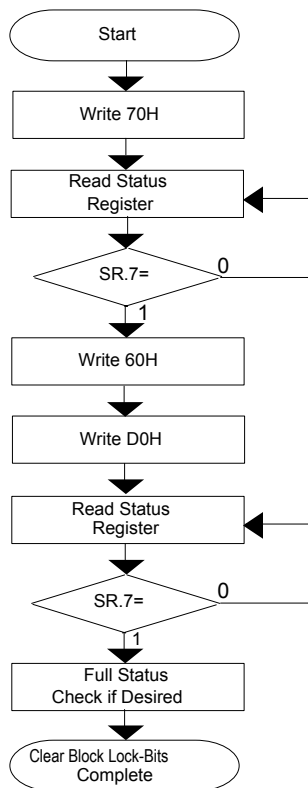 Start
Write 70H
Read Status
Register
SR.7=
0
1
Write 60H
Write D0H
Read Status
Register
SR.7=
0
1
Full Status
Check if Desired
Clear Block Lock-Bits
Complete